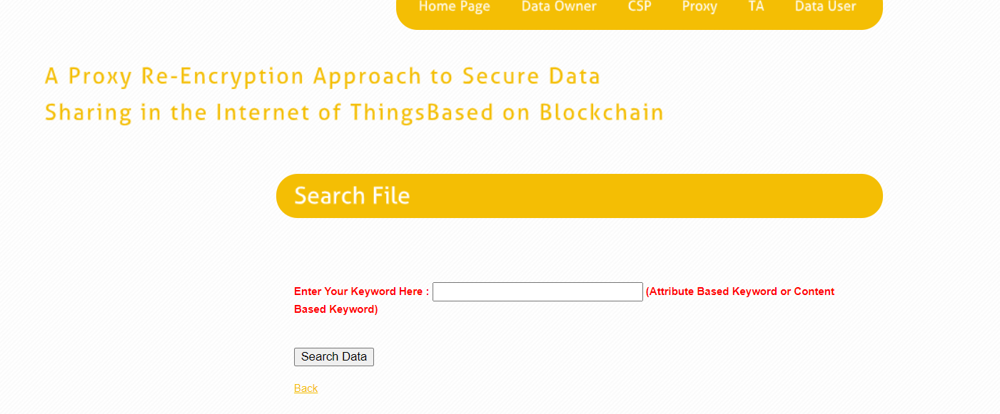 Home Page Data Owner CSP Proxy TA Data User
A Proxy Re-Encryption Approach to Secure Data
Sharing in the Internet of ThingsBased on Blockchain
Search File
Enter Your Keyword Here : (Attribute Based Keyword or Content
Based Keyword)
Search Data
Back